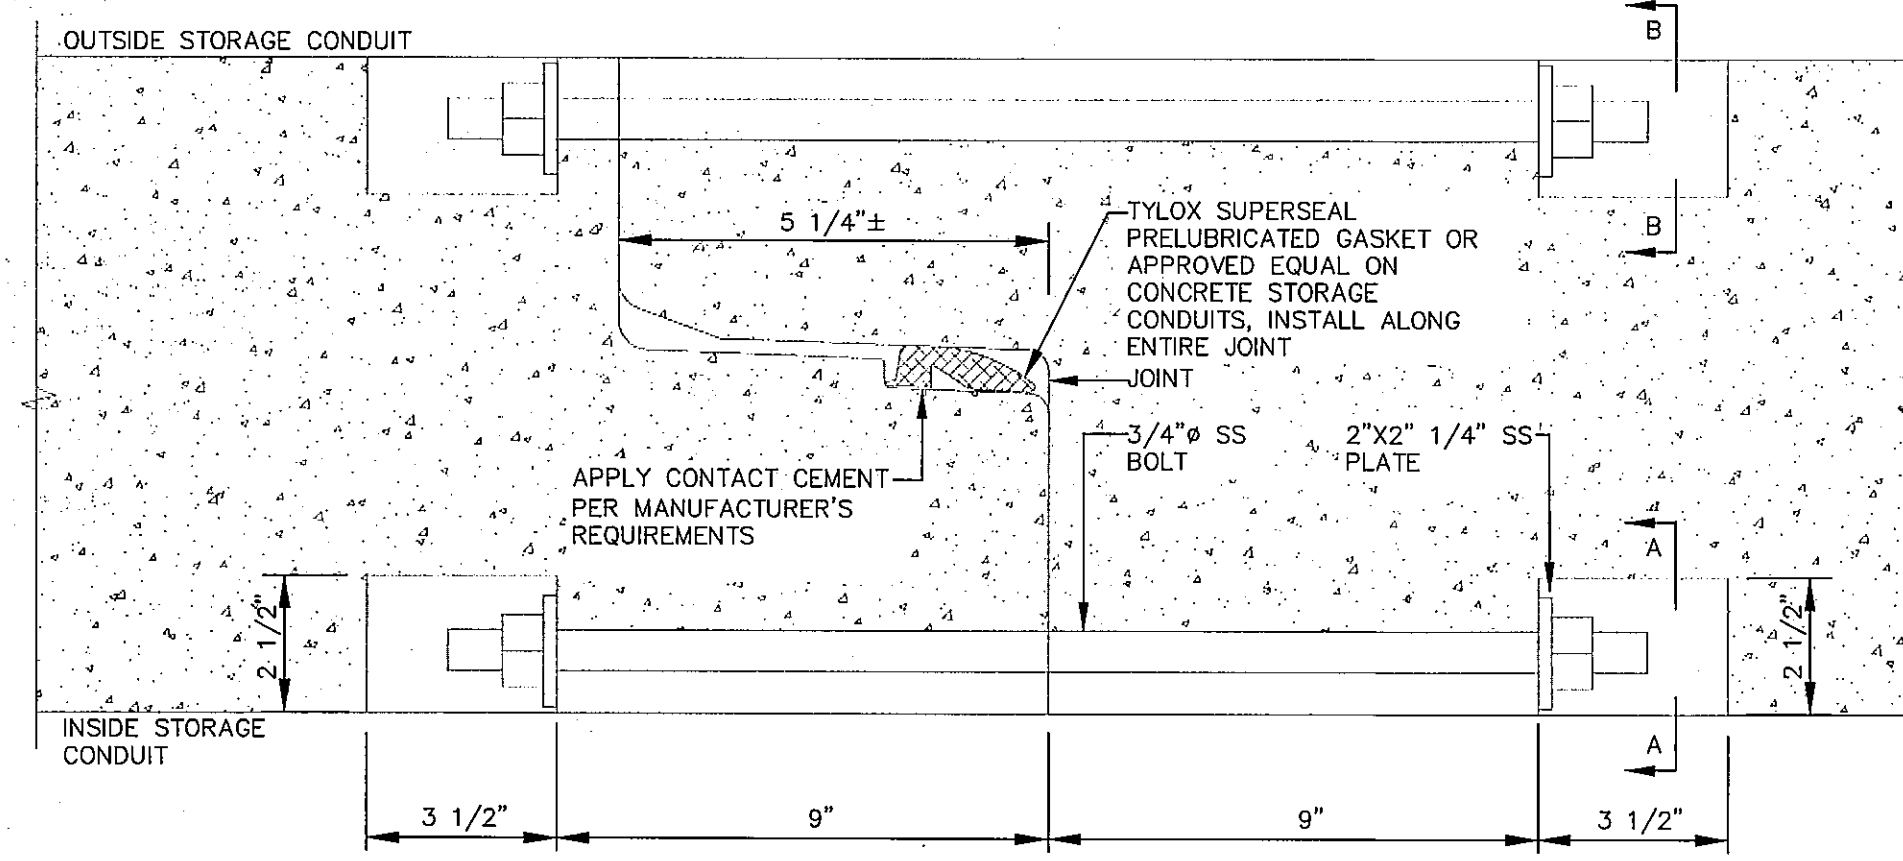 OUTSIDE STORAGE CONDUIT
B
5 1/4"±
TYLOX SUPERSEAL
PRELUBRICATED GASKET OR
APPROVED EQUAL ON
CONCRETE STORAGE
CONDUITS, INSTALL ALONG
ENTIRE JOINT
B
JOINT
3/4"ø SS
BOLT
2"X2" 1/4" SS
PLATE
APPLY CONTACT CEMENT
PER MANUFACTURER'S
REQUIREMENTS
A
2 1/2"
2 1/2"
INSIDE STORAGE
CONDUIT
A
3 1/2"
9"
9"
3 1/2"